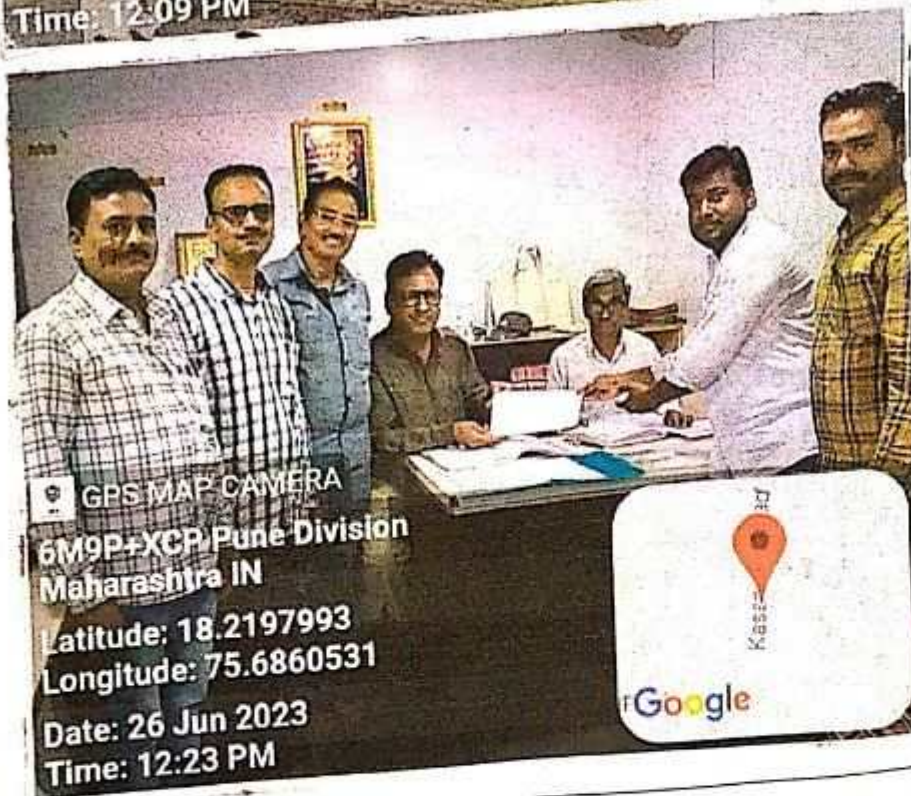 Time: 12:09 PM
GPS MAP CAMERA
6M9P+XCP Pune Division
Maharashtra IN
Latitude: 18.2197993
Longitude: 75.6860531
Date: 26 Jun 2023
Time: 12:23 PM
Google